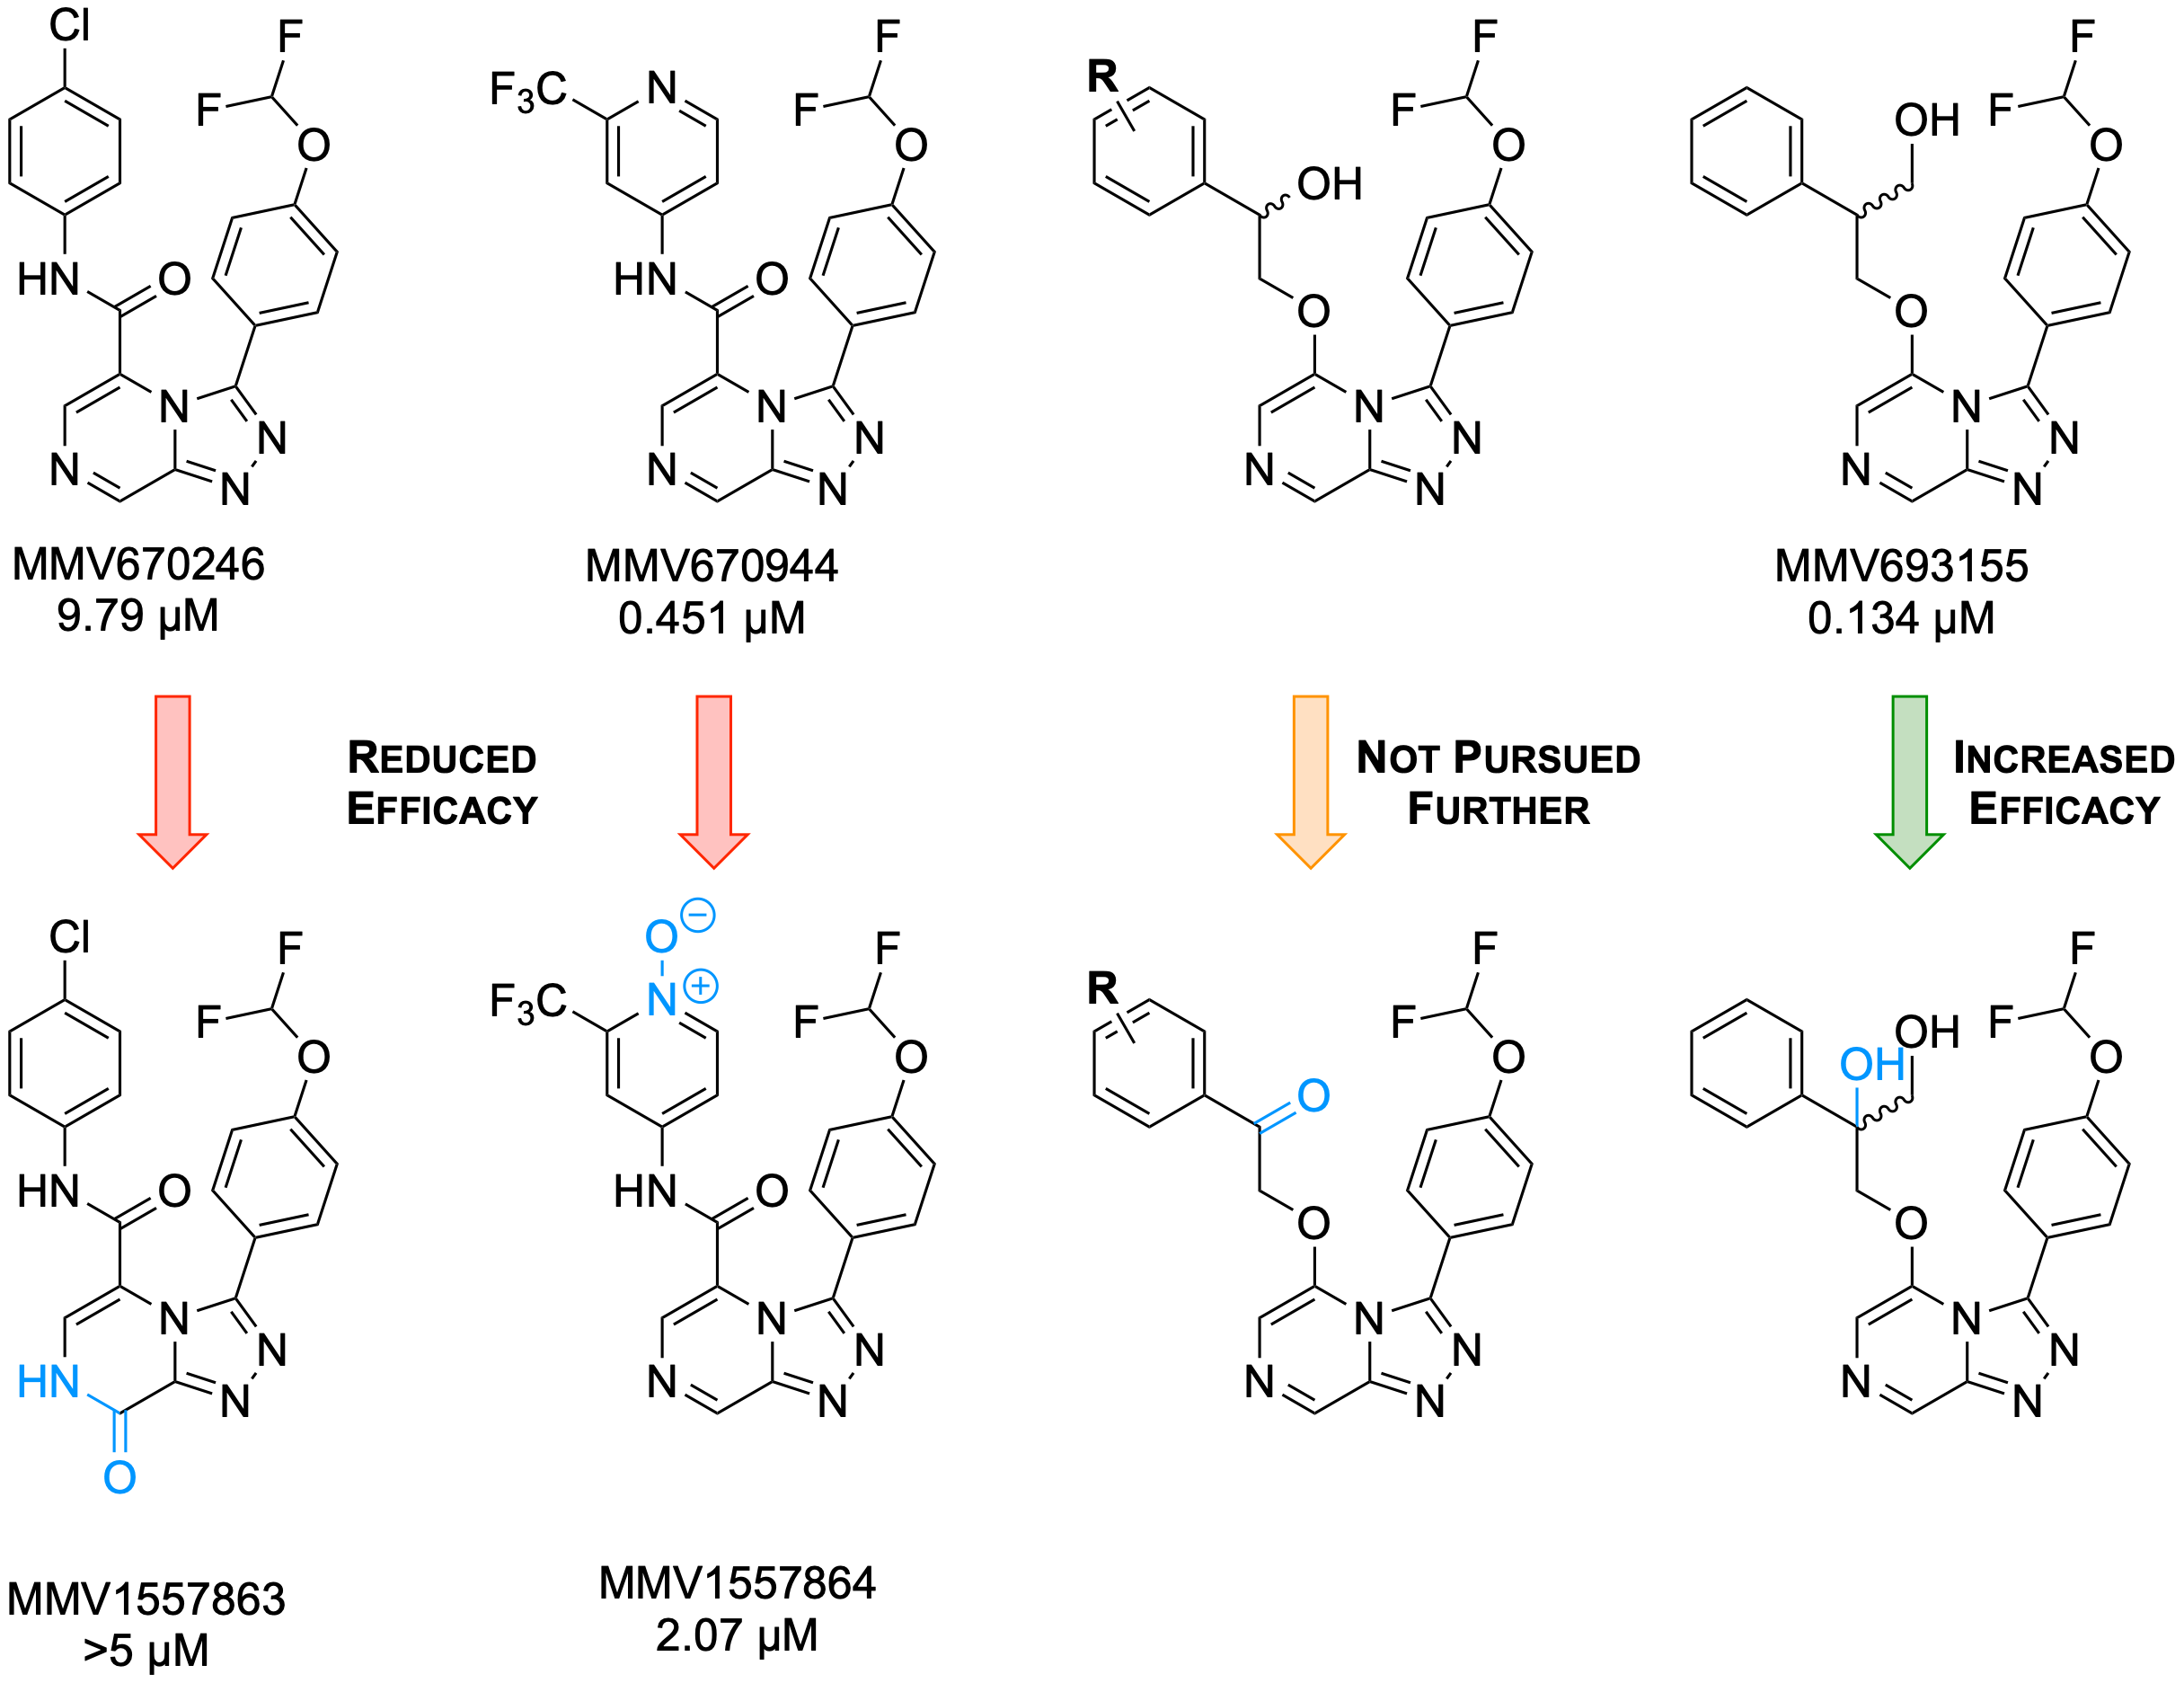 Cl
F
F
O
HN
O
N
N
N
N
MMV670246
9.79 µM
F₃C
N
F
F
O
HN
O
N
N
N
N
MMV670944
0.451 µM
R
OH
F
F
O
O
N
N
N
N
OH
F
F
O
O
N
N
N
N
MMV693155
0.134 µM
REDUCED
EFFICACY
NOT PURSUED
FURTHER
INCREASED
EFFICACY
Cl
F
F
O
HN
O
N
N
HN
N
O
MMV1557863
>5 µM
O⊖
F₃C
N⊕
F
F
O
HN
O
N
N
N
N
MMV1557864
2.07 µM
R
O
F
F
O
O
N
N
N
N
OH
OH
F
F
O
O
N
N
N
N